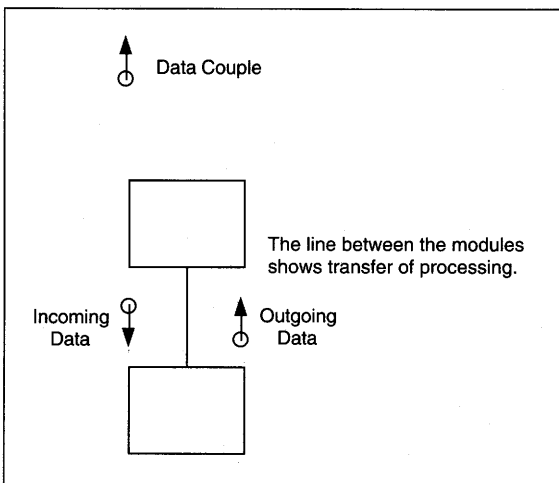 Data Couple
The line between the modules
shows transfer of processing.
Incoming
Data
Outgoing
Data